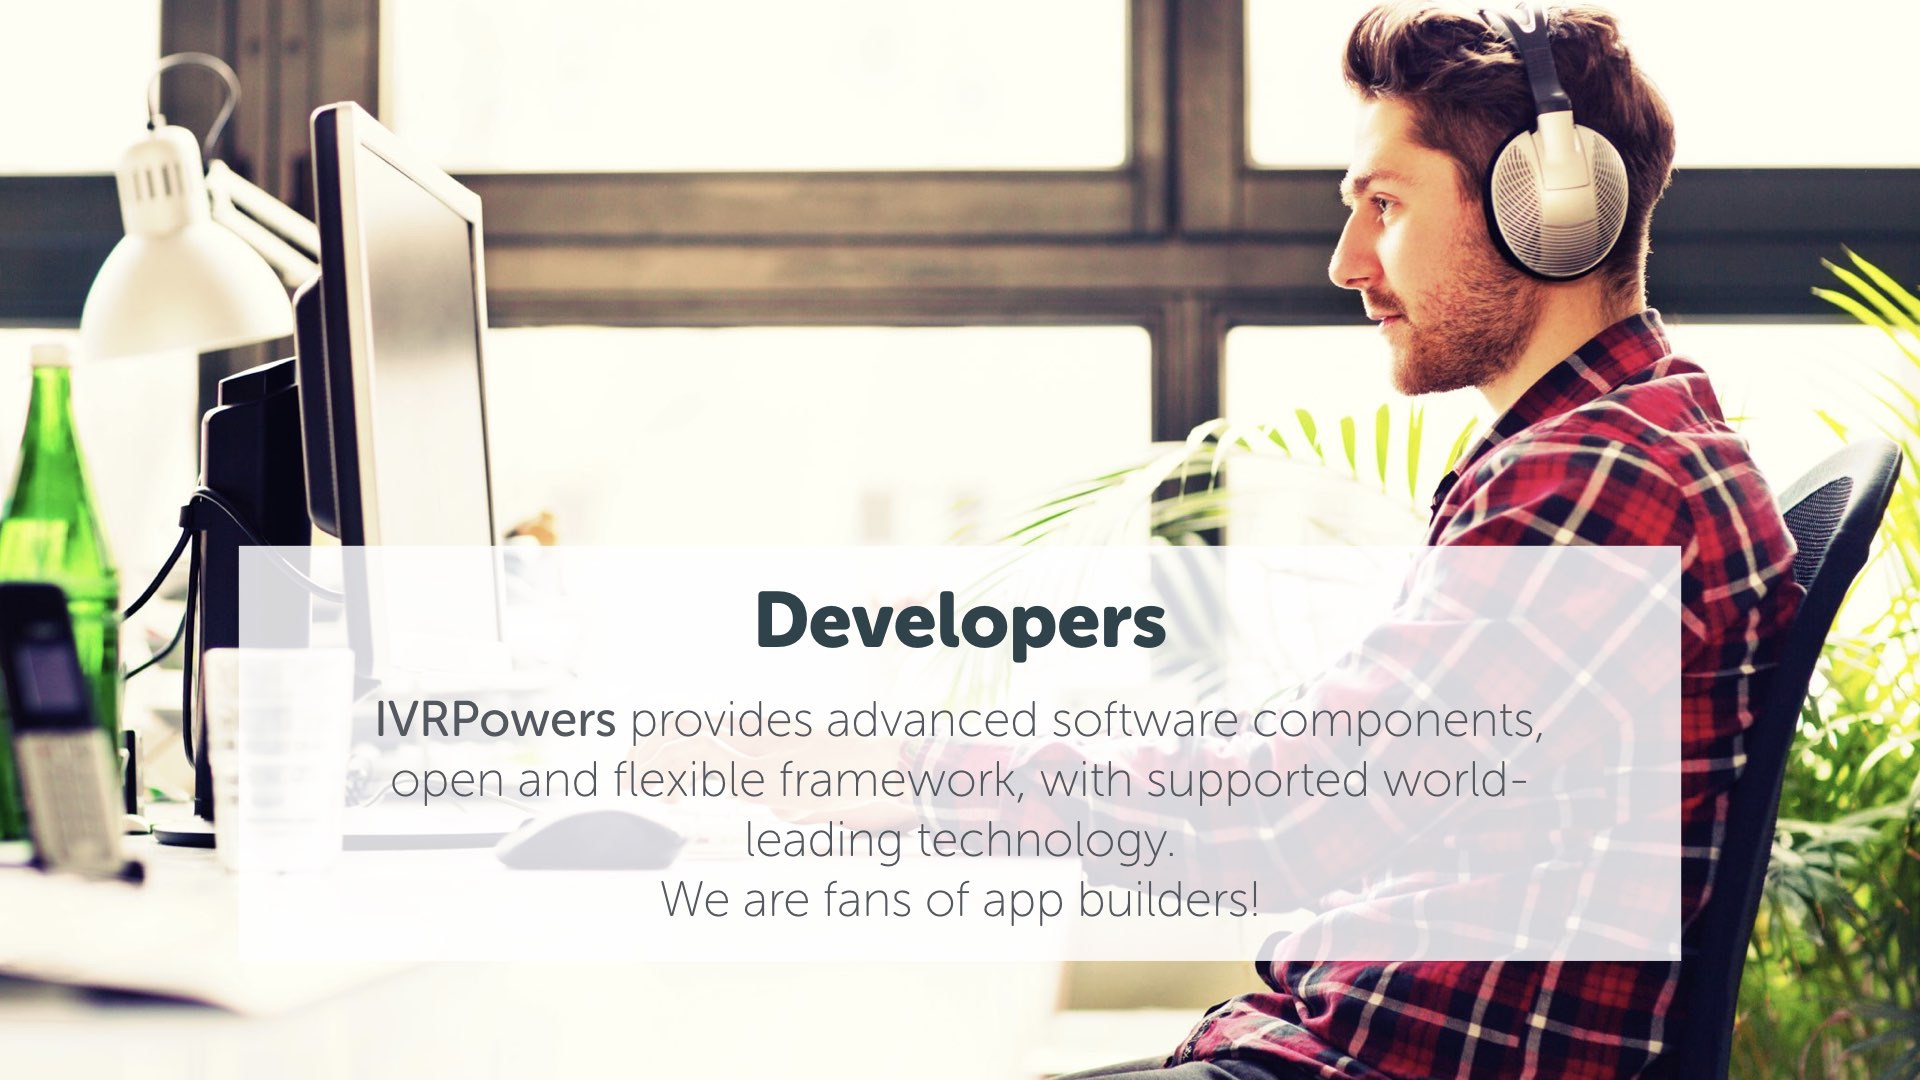 Developers
IVRPowers provides advanced software components,
open and flexible framework, with supported world-
leading technology.
We are fans of app builders!